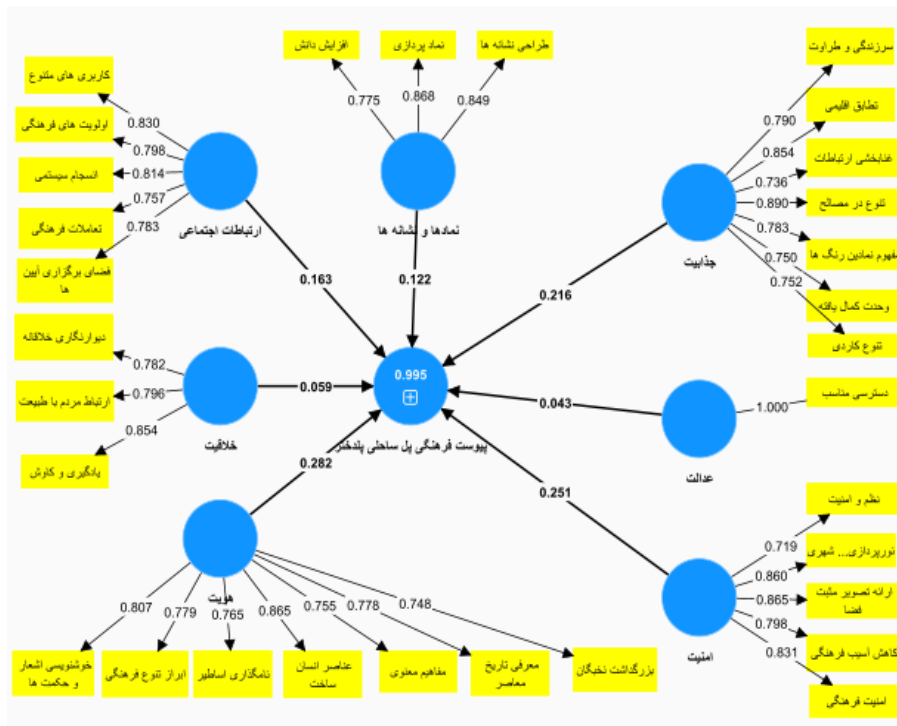 افزایش دانش
نماد پردازی
طراحی نشانه ها
0.775
0.868
0.849
نمادها و نشانه ها
0.122
سرزندگی و طراوت
تطابق اقلیمی
غنابخشی ارتباطات
تنوع در مصالح
مفهوم نمادین رنگ ها
وحدت کمال یافته
تنوع کاردی
0.790
0.854
0.736
0.890
0.783
0.750
0.752
جذابیت
0.216
کاربری های متنوع
اولویت های فرهنگی
انسجام سیستمی
تعاملات فرهنگی
فضای برگزاری آیین
ها
0.830
0.798
0.814
0.757
0.783
ارتباطات اجتماعی
0.163
دیوارنگاری خلاقانه
ارتباط مردم با طبیعت
یادگیری و کاوش
0.782
0.796
0.854
خلاقیت
0.059
0.995
پیوست فرهنگی پل ساحلی پلدختر
دسترسی مناسب
1.000
عدالت
0.043
نظم و امنیت
نورپردازی... شهری
ارائه تصویر مثبت
فضا
کاهش آسیب فرهنگی
امنیت فرهنگی
0.719
0.860
0.865
0.798
0.831
امنیت
0.251
0.282
هویت
0.807
0.779
0.765
0.865
0.755
0.778
0.748
خوشنویسی اشعار
و حکمت ها
ابراز تنوع فرهنگی
نامگذاری اساطیر
عناصر انسان
ساخت
مفاهیم معنوی
معرفی تاریخ
معاصر
بزرگداشت نخبگان